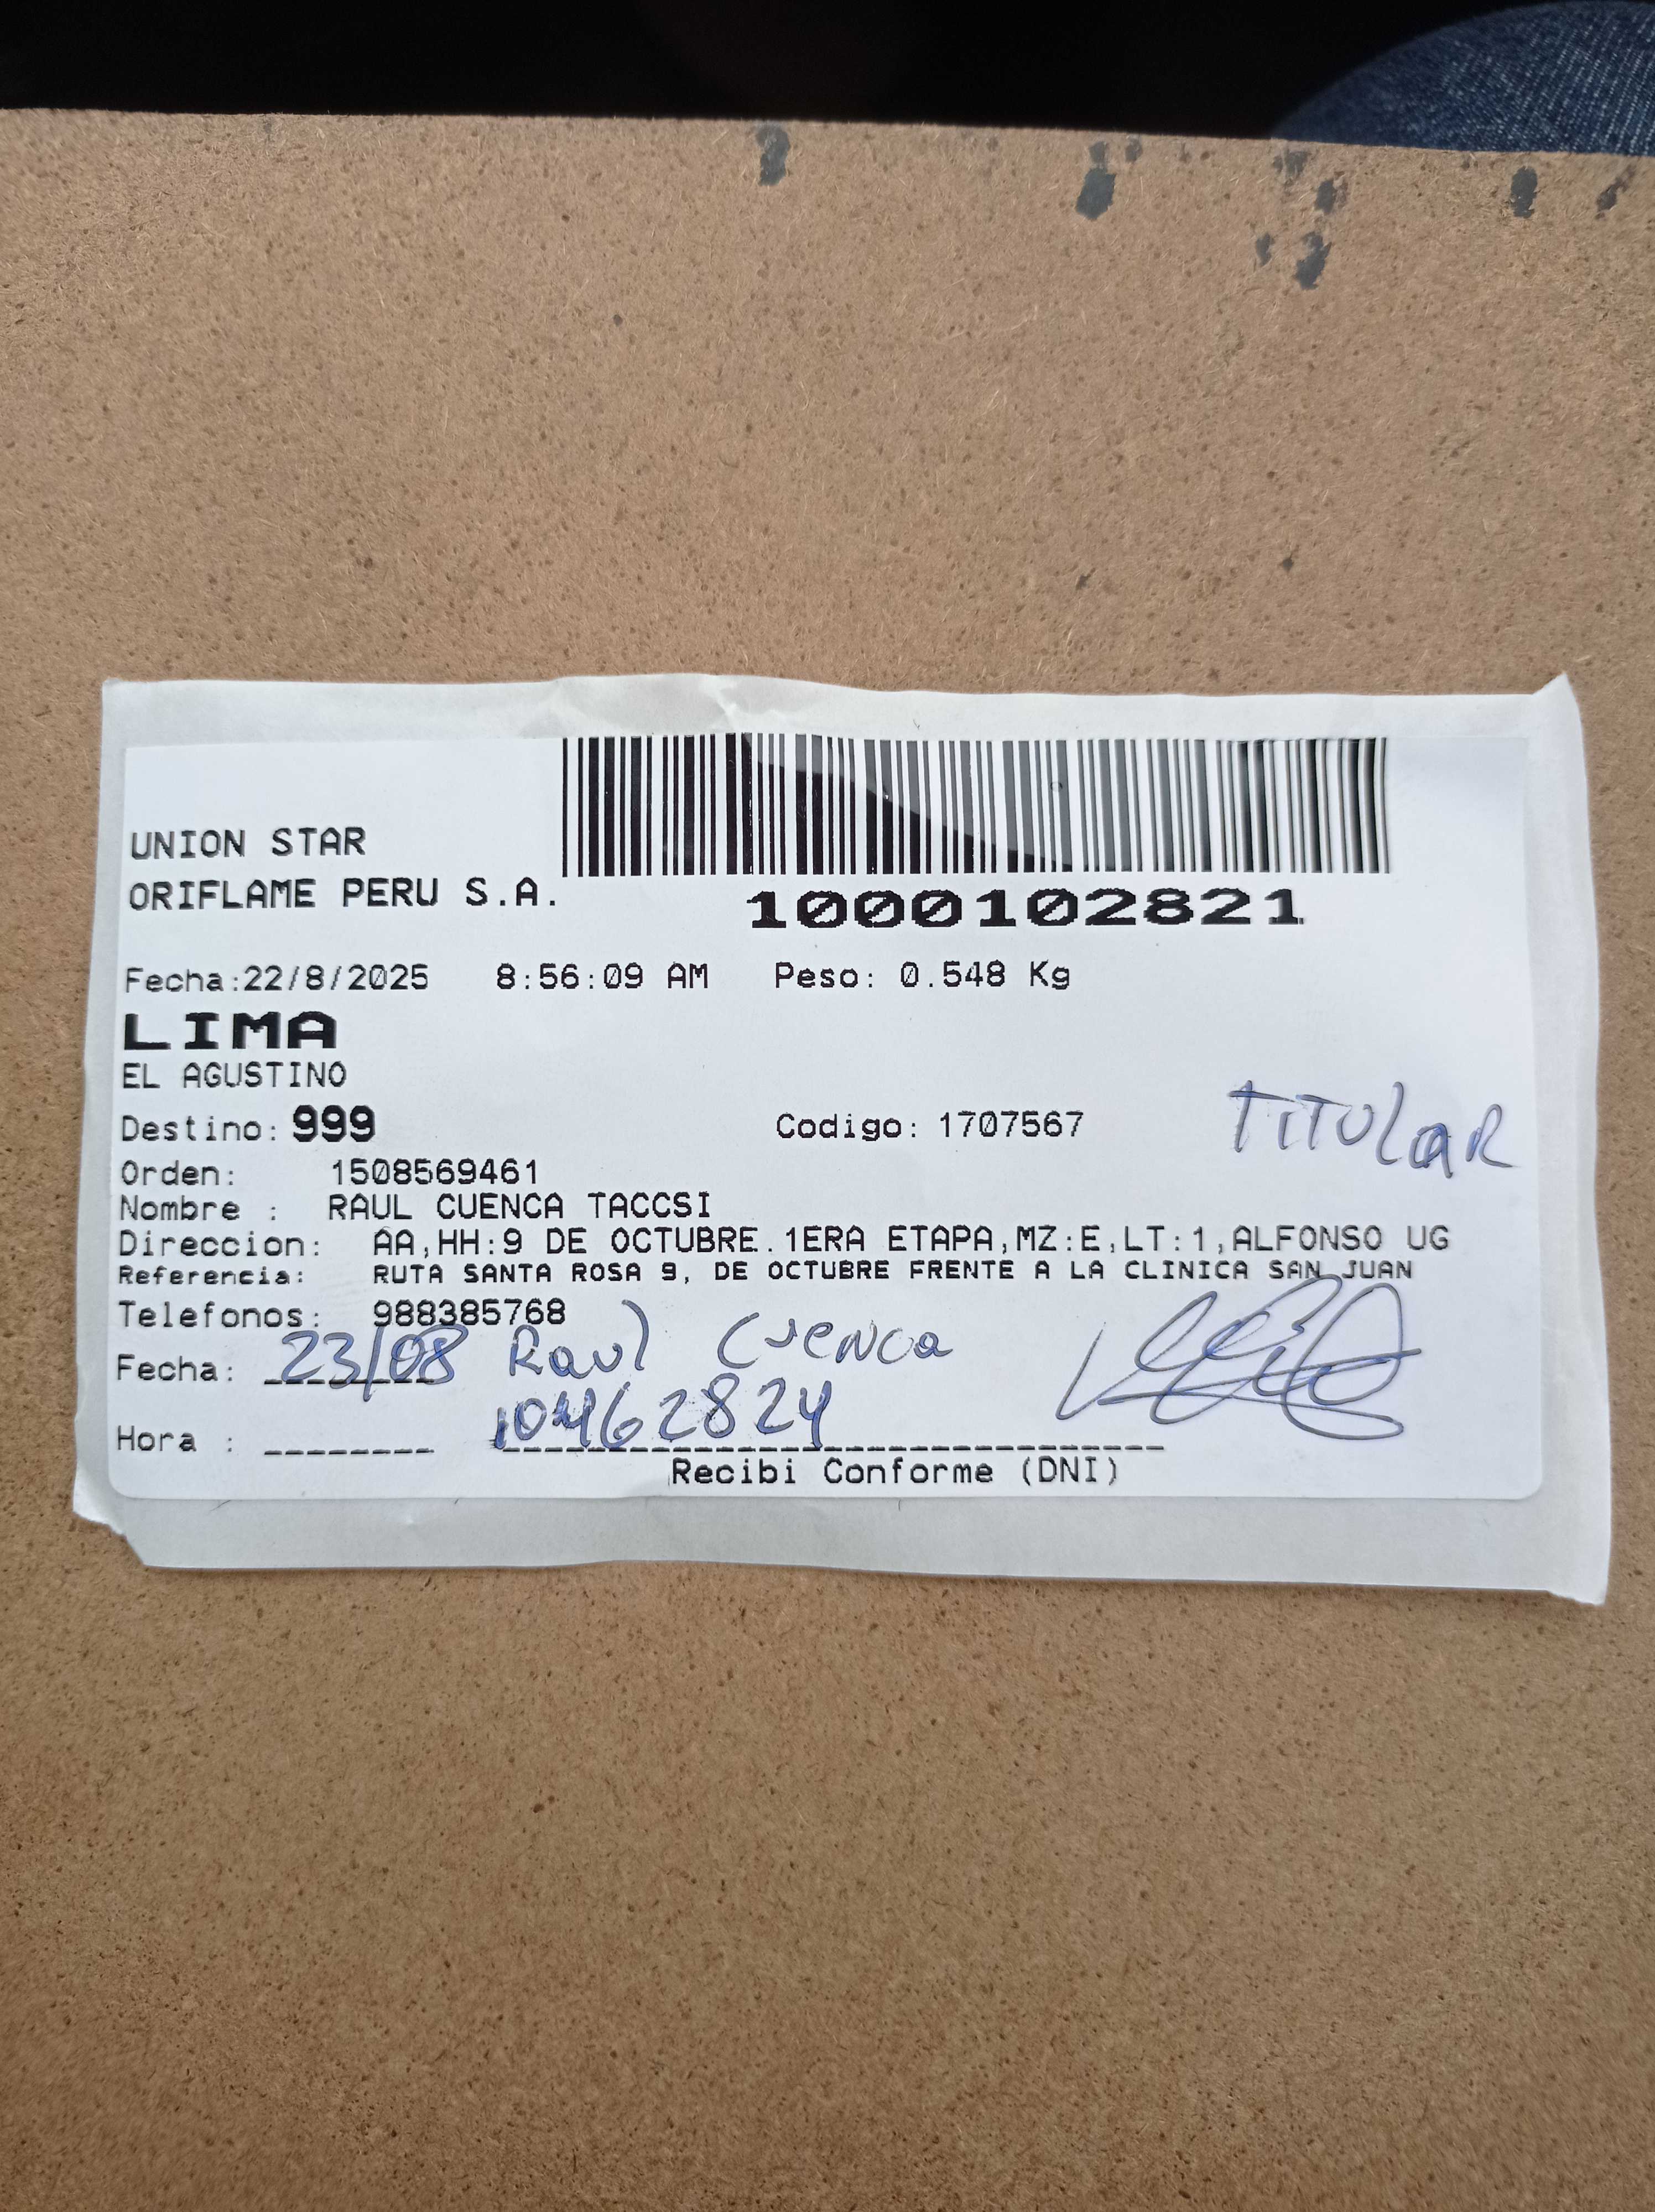 UNION STAR
ORIFLAME PERU S.A.
1000102821
Fecha:22/8/2025 8:56:09 AM Peso: 0.548 Kg
LIMA
EL AGUSTINO
Destino: 999 Codigo: 1707567 TITULAR
Orden: 1508569461
Nombre : RAUL CUENCA TACCSI
Direccion: AA,HH:9 DE OCTUBRE.1ERA ETAPA,MZ:E,LT:1,ALFONSO UG
Referencia: RUTA SANTA ROSA 9, DE OCTUBRE FRENTE A LA CLINICA SAN JUAN
Telefonos: 988385768
Fecha: 23/08 Raul Cuenca
Hora : 10462824
Recibi Conforme (DNI)